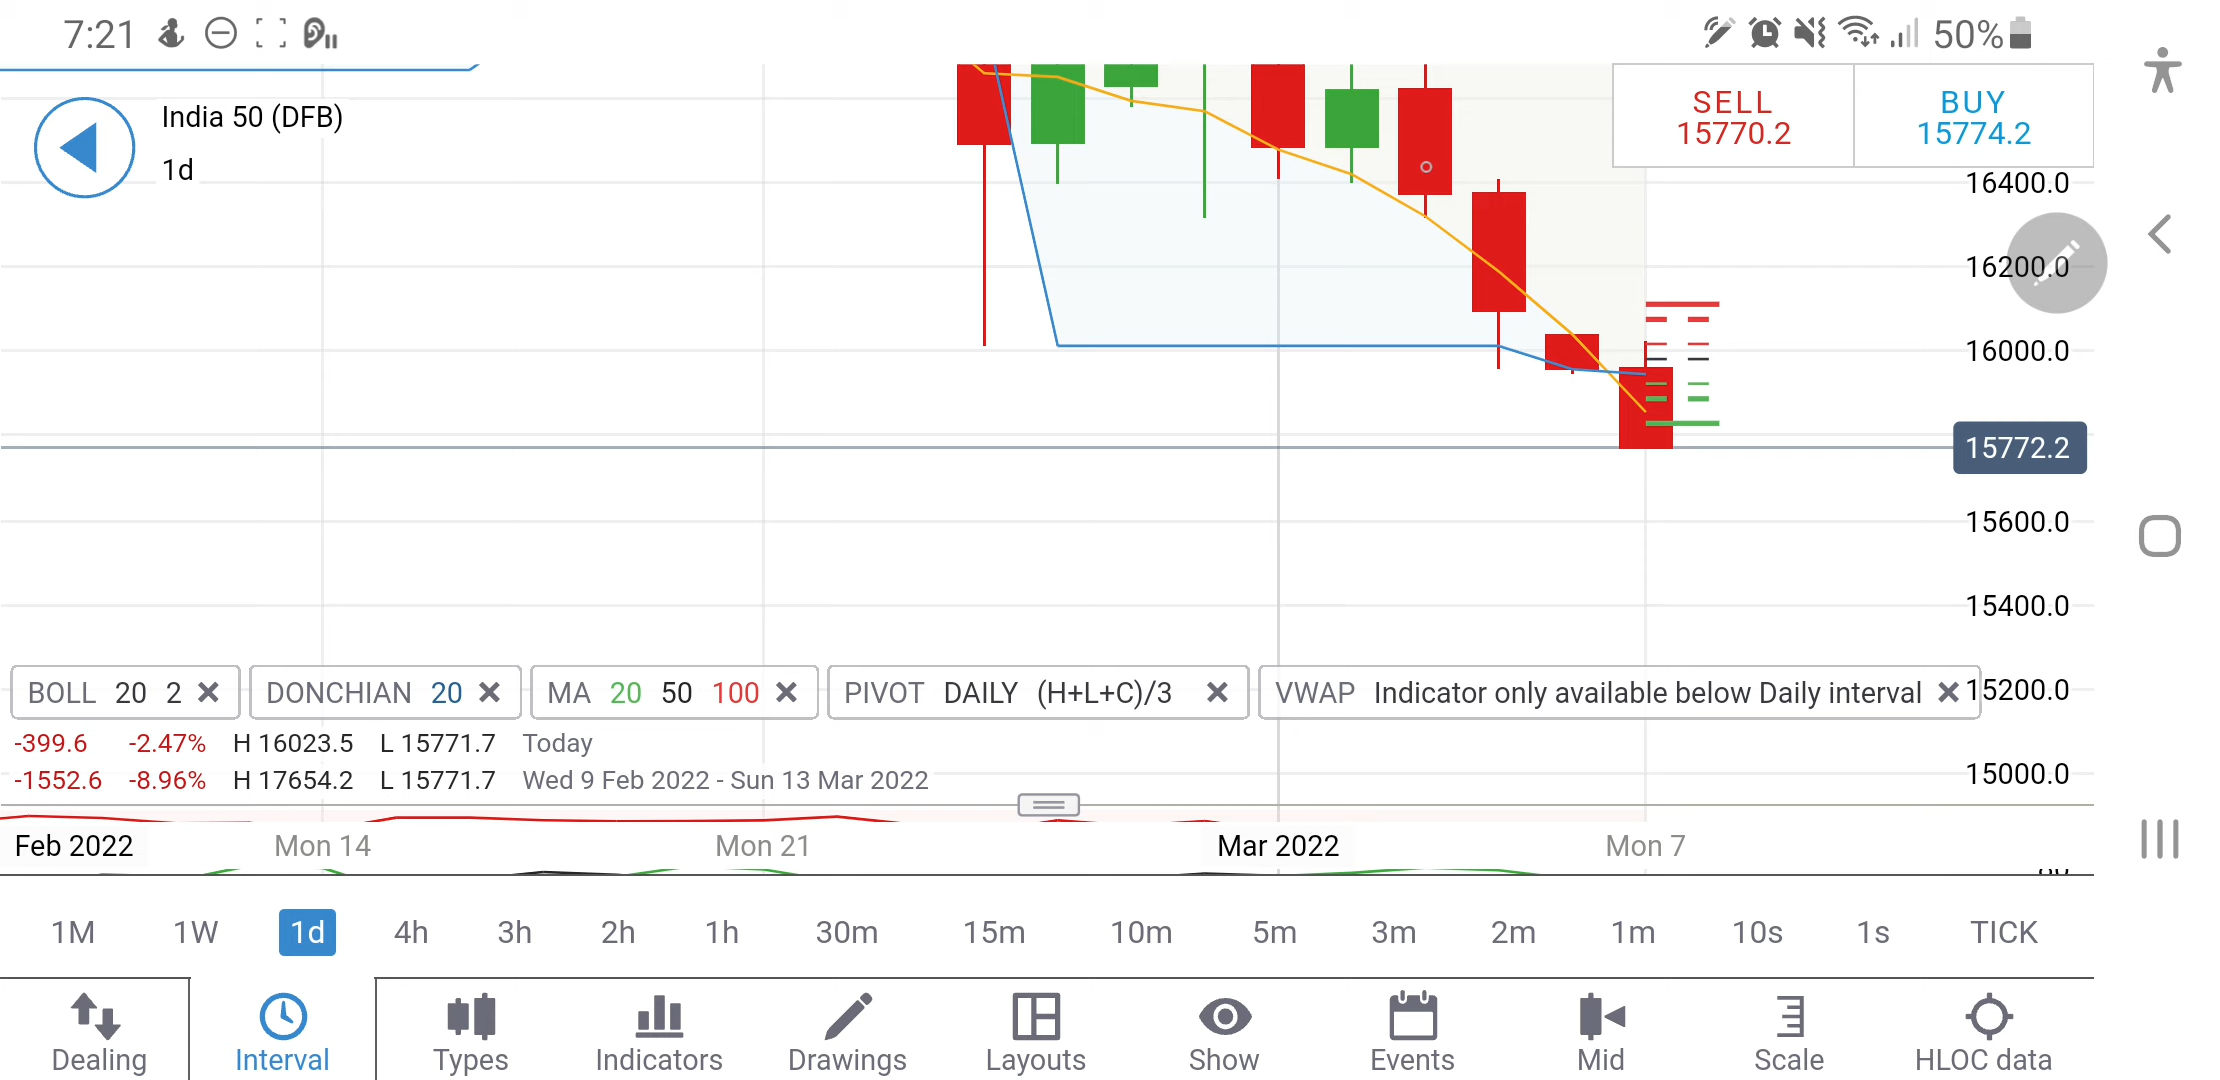 7:21
50%
India 50 (DFB)
1d
SELL
15770.2
BUY
15774.2
16400.0
16200.0
16000.0
15772.2
15600.0
15400.0
15200.0
15000.0
BOLL 20 2
DONCHIAN 20
MA 20 50 100
PIVOT DAILY (H+L+C)/3
VWAP Indicator only available below Daily interval
-399.6 -2.47% H 16023.5 L 15771.7 Today
-1552.6 -8.96% H 17654.2 L 15771.7 Wed 9 Feb 2022 - Sun 13 Mar 2022
Feb 2022 Mon 14 Mon 21 Mar 2022 Mon 7
1M 1W 1d 4h 3h 2h 1h 30m 15m 10m 5m 3m 2m 1m 10s 1s TICK
Dealing Interval Types Indicators Drawings Layouts Show Events Mid Scale HLOC data